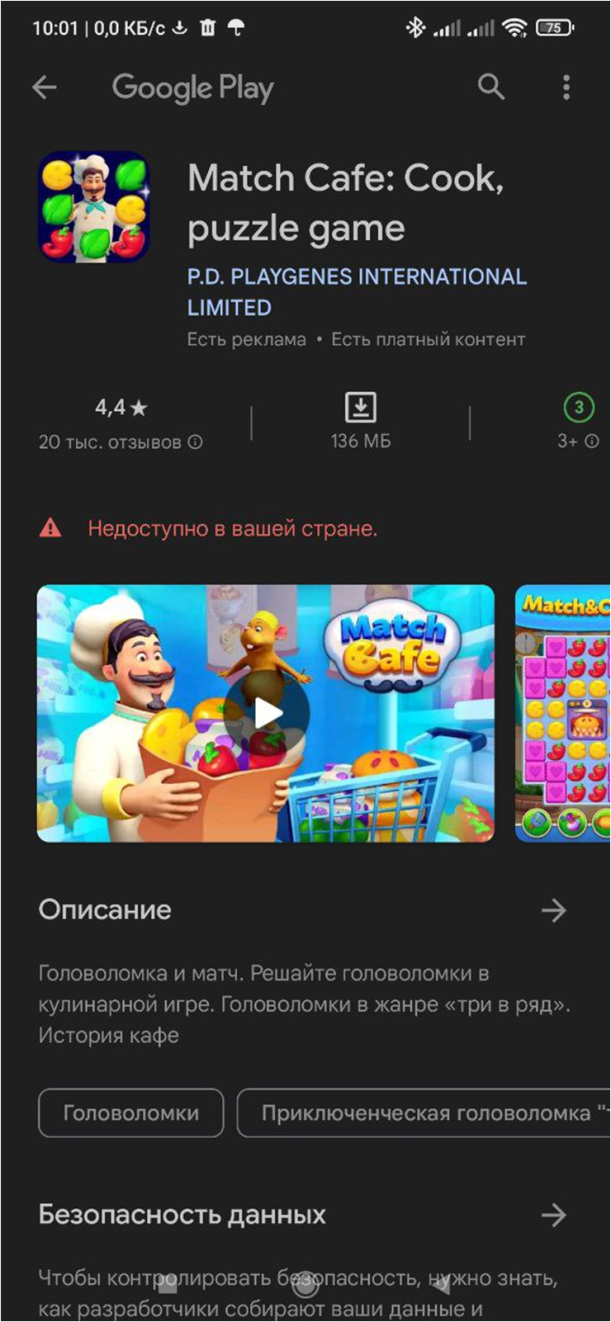 10:01 | 0,0 КБ/с
75
Google Play
Match Cafe: Cook,
puzzle game
P.D. PLAYGENES INTERNATIONAL
LIMITED
Есть реклама • Есть платный контент
4,4★
20 тыс. отзывов
136 МБ
3
3+
Недоступно в вашей стране.
Match
Cafe
Match&C
Описание
Головоломка и матч. Решайте головоломки в
кулинарной игре. Головоломки в жанре «три в ряд».
История кафе
Головоломки
Приключенческая головоломка "
Безопасность данных
Чтобы контролировать безопасность, нужно знать,
как разработчики собирают ваши данные и